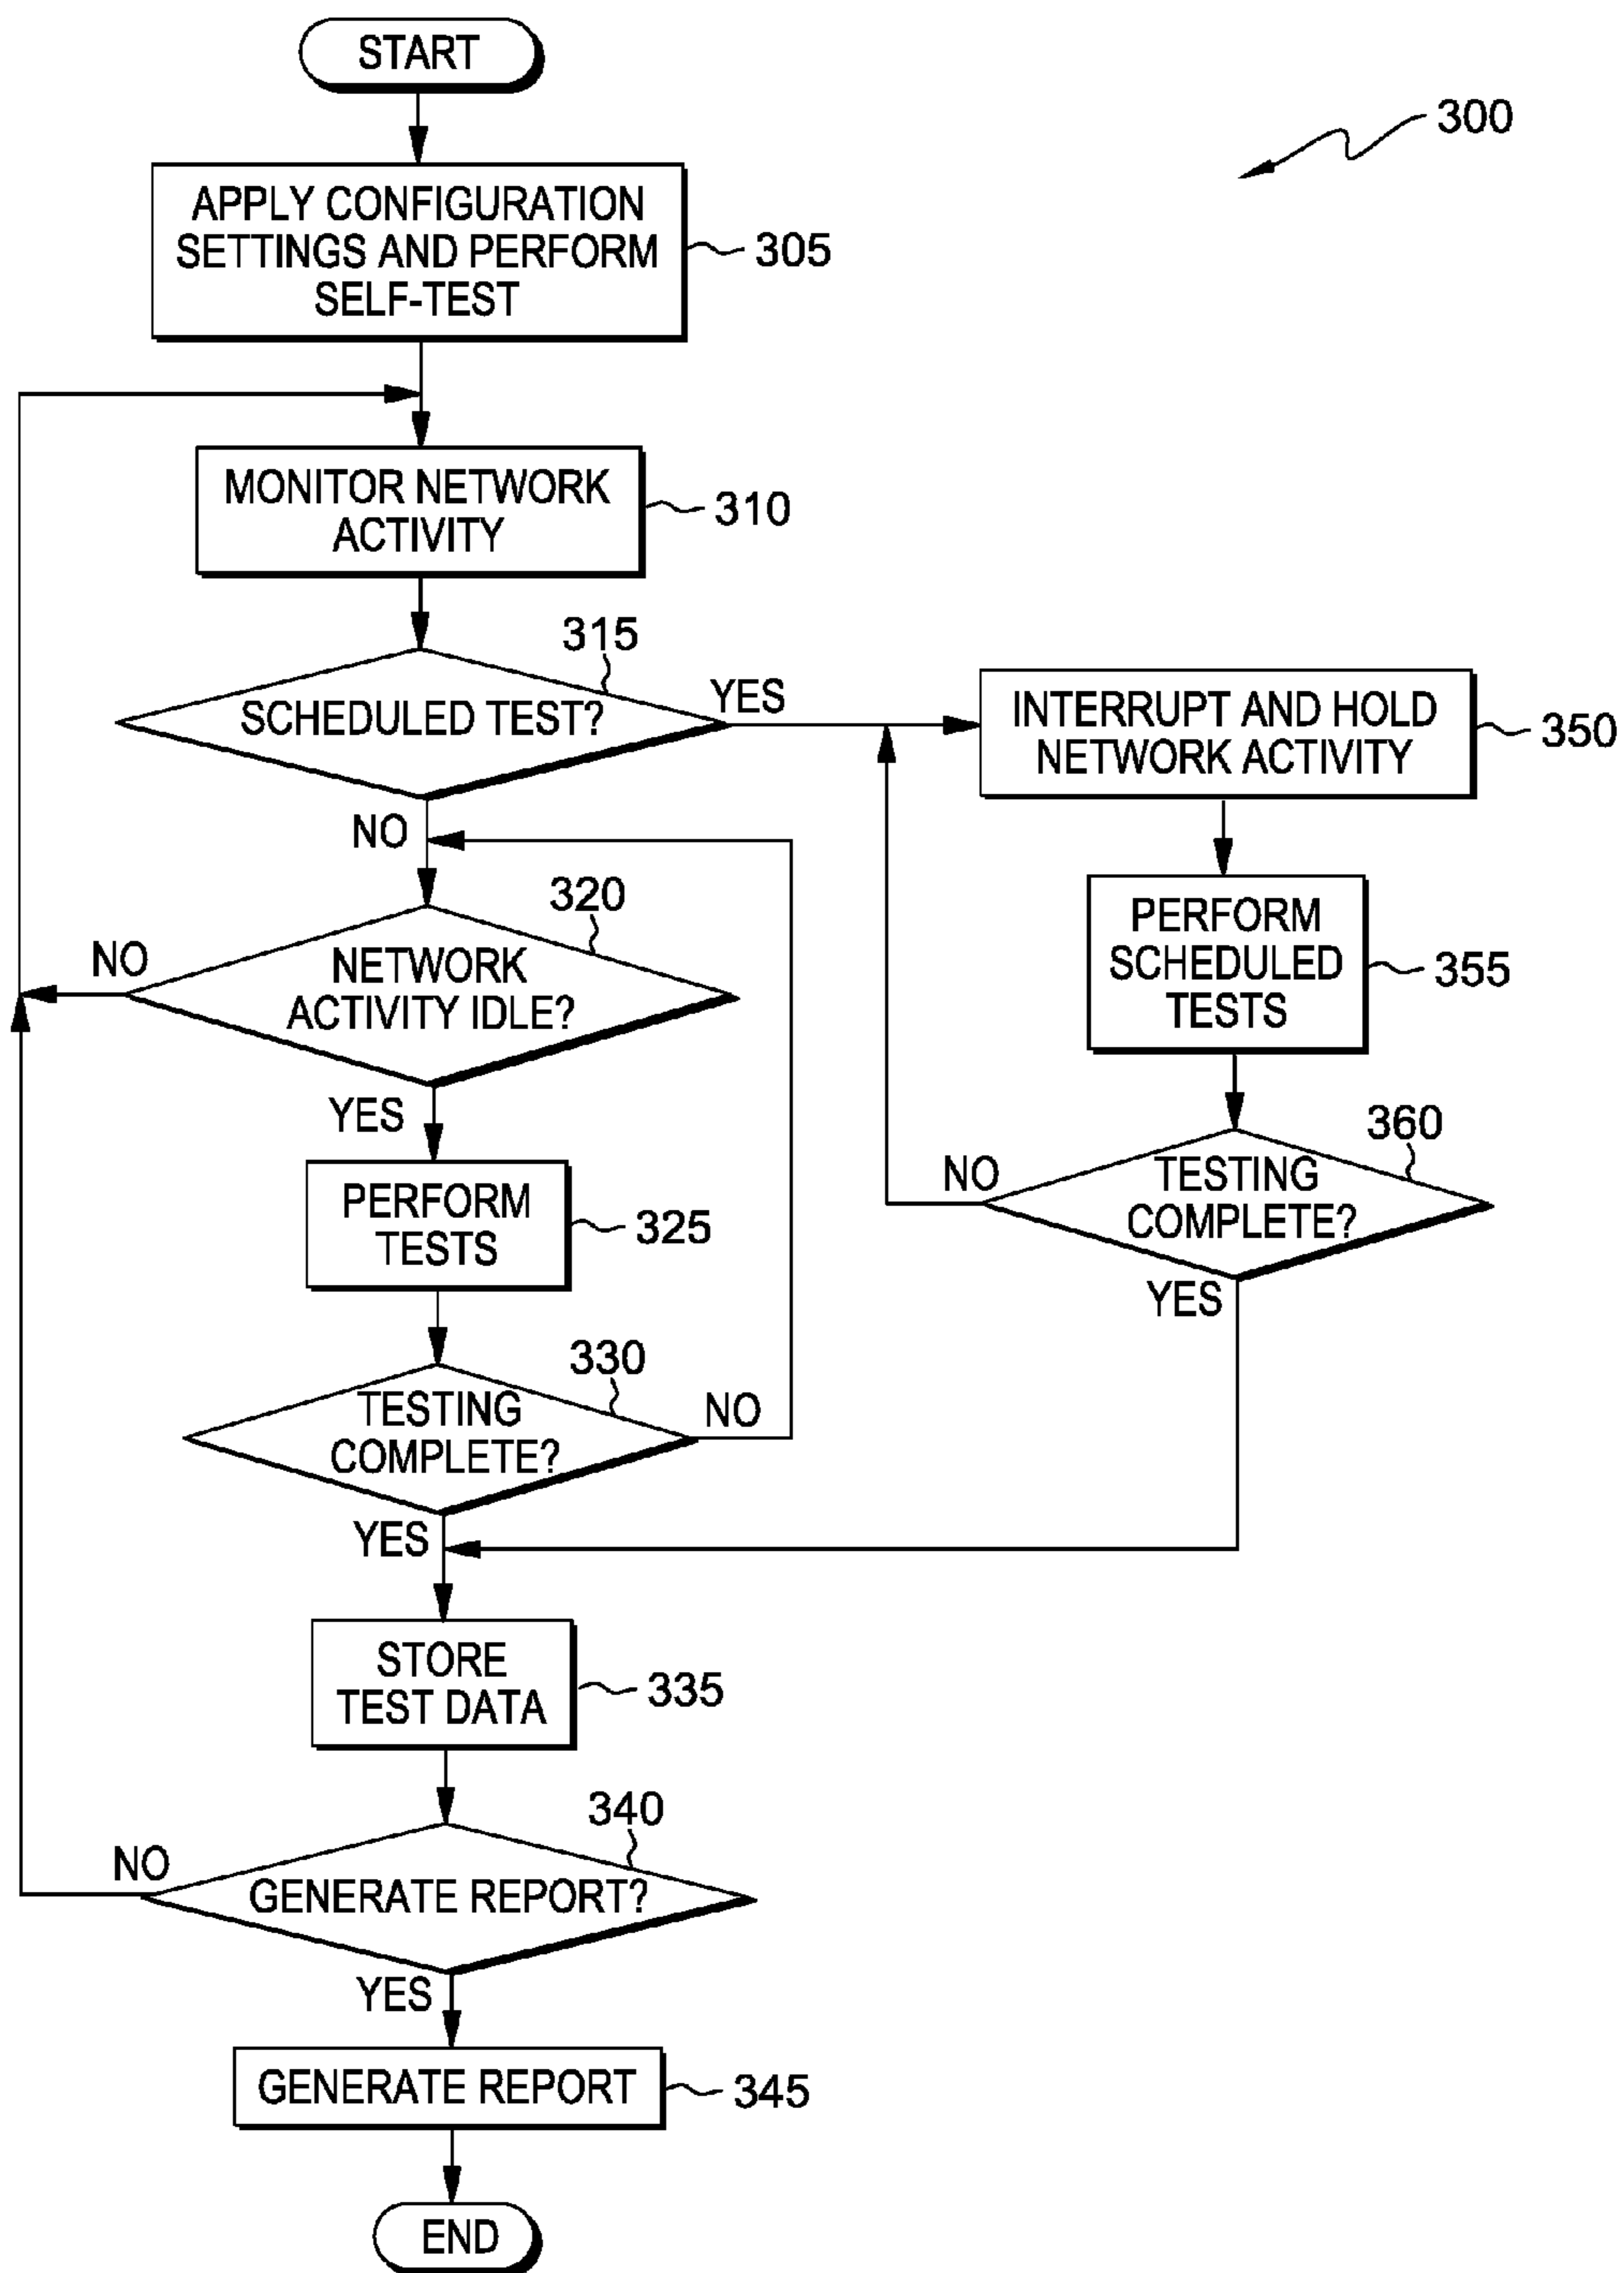 START
300
APPLY CONFIGURATION
SETTINGS AND PERFORM
SELF-TEST
305
MONITOR NETWORK
ACTIVITY
310
315
SCHEDULED TEST?
YES
NO
INTERRUPT AND HOLD
NETWORK ACTIVITY
350
320
NETWORK
ACTIVITY IDLE?
NO
YES
PERFORM
SCHEDULED
TESTS
355
PERFORM
TESTS
325
360
TESTING
COMPLETE?
NO
YES
330
TESTING
COMPLETE?
NO
YES
STORE
TEST DATA
335
340
GENERATE REPORT?
NO
YES
GENERATE REPORT
345
END